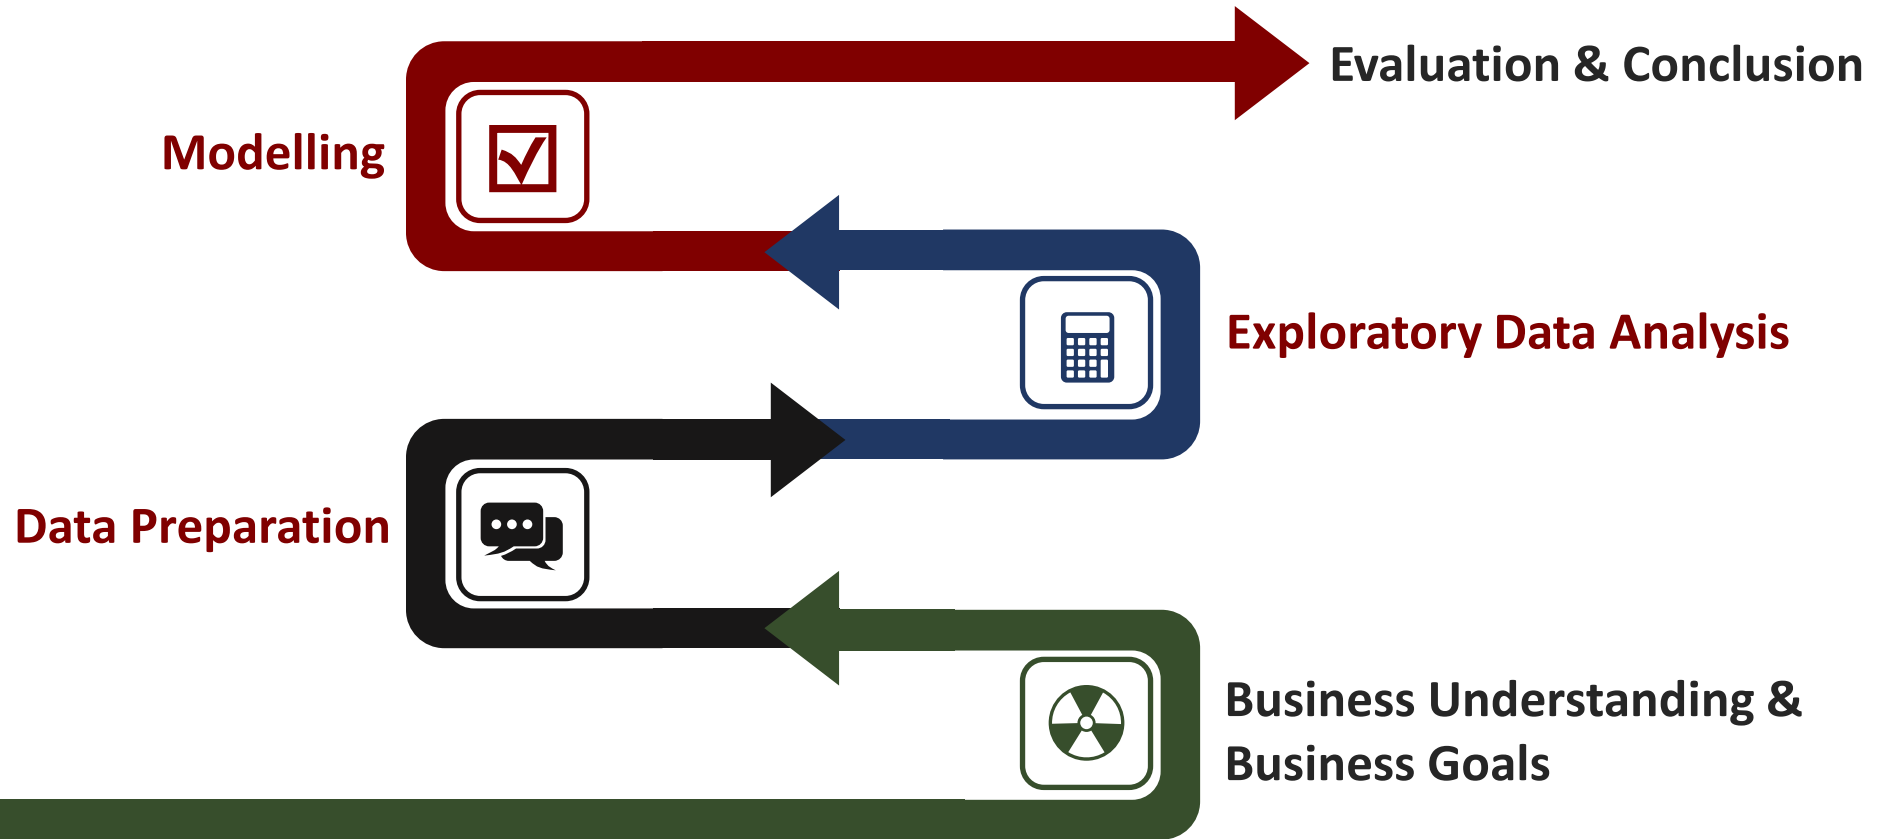 Evaluation & Conclusion
Modelling
Exploratory Data Analysis
Data Preparation
Business Understanding &
Business Goals